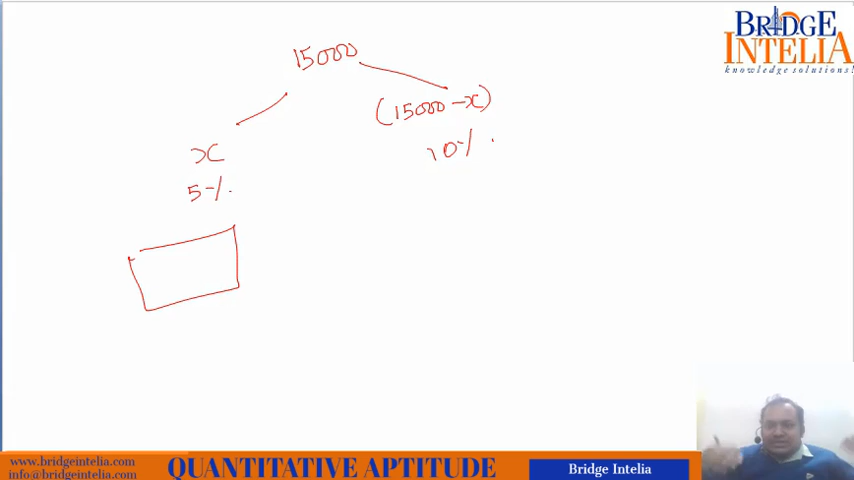 BRIDGE
INTELIA
knowledge solutions!
15000
x
(15000-x)
5%
10%
www.bridgeintelia.com
info@bridgeintelia.com
QUANTITATIVE APTITUDE
Bridge Intelia